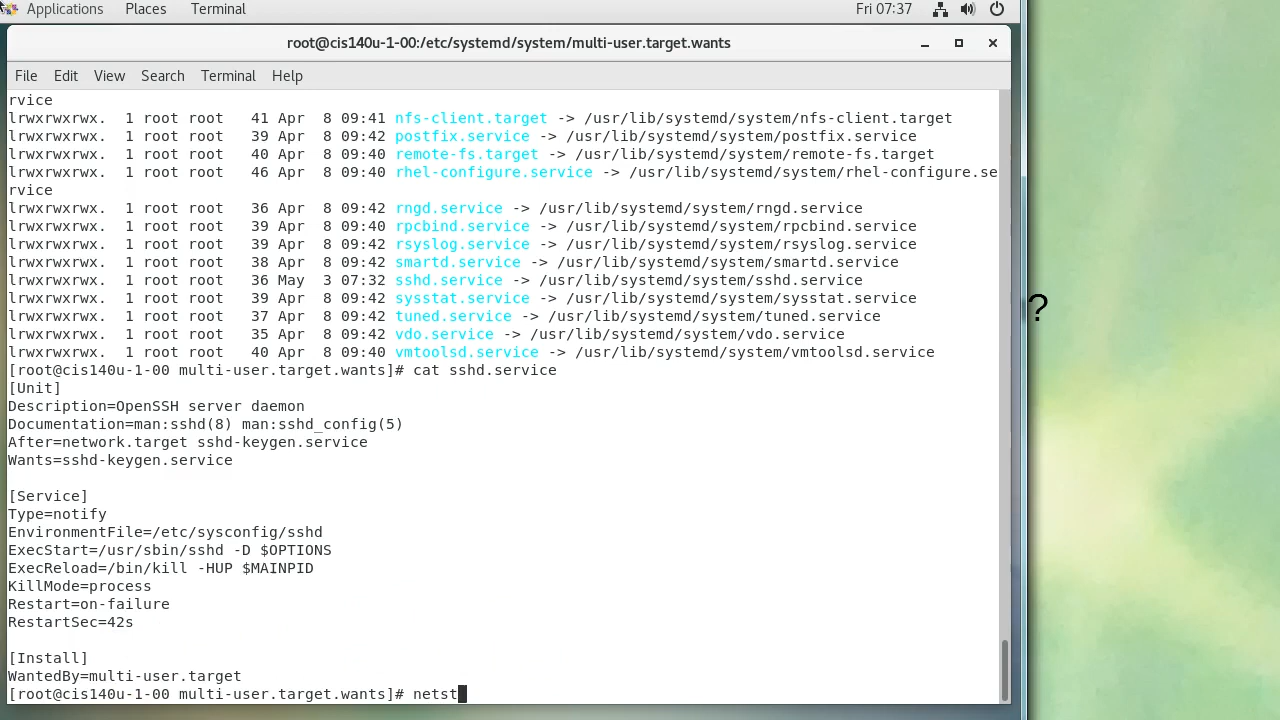 Applications Places Terminal Fri 07:37
root@cis140u-1-00:/etc/systemd/system/multi-user.target.wants
File Edit View Search Terminal Help
rvice
lrwxrwxrwx. 1 root root 41 Apr 8 09:41 nfs-client.target -> /usr/lib/systemd/system/nfs-client.target
lrwxrwxrwx. 1 root root 39 Apr 8 09:42 postfix.service -> /usr/lib/systemd/system/postfix.service
lrwxrwxrwx. 1 root root 40 Apr 8 09:40 remote-fs.target -> /usr/lib/systemd/system/remote-fs.target
lrwxrwxrwx. 1 root root 46 Apr 8 09:40 rhel-configure.service -> /usr/lib/systemd/system/rhel-configure.se
rvice
lrwxrwxrwx. 1 root root 36 Apr 8 09:42 rngd.service -> /usr/lib/systemd/system/rngd.service
lrwxrwxrwx. 1 root root 39 Apr 8 09:40 rpcbind.service -> /usr/lib/systemd/system/rpcbind.service
lrwxrwxrwx. 1 root root 39 Apr 8 09:42 rsyslog.service -> /usr/lib/systemd/system/rsyslog.service
lrwxrwxrwx. 1 root root 38 Apr 8 09:42 smartd.service -> /usr/lib/systemd/system/smartd.service
lrwxrwxrwx. 1 root root 36 May 3 07:32 sshd.service -> /usr/lib/systemd/system/sshd.service
lrwxrwxrwx. 1 root root 39 Apr 8 09:42 sysstat.service -> /usr/lib/systemd/system/sysstat.service
lrwxrwxrwx. 1 root root 37 Apr 8 09:42 tuned.service -> /usr/lib/systemd/system/tuned.service
lrwxrwxrwx. 1 root root 35 Apr 8 09:42 vdo.service -> /usr/lib/systemd/system/vdo.service
lrwxrwxrwx. 1 root root 40 Apr 8 09:40 vmtoolsd.service -> /usr/lib/systemd/system/vmtoolsd.service
[root@cis140u-1-00 multi-user.target.wants]# cat sshd.service
[Unit]
Description=OpenSSH server daemon
Documentation=man:sshd(8) man:sshd_config(5)
After=network.target sshd-keygen.service
Wants=sshd-keygen.service
[Service]
Type=notify
EnvironmentFile=/etc/sysconfig/sshd
ExecStart=/usr/sbin/sshd -D $OPTIONS
ExecReload=/bin/kill -HUP $MAINPID
KillMode=process
Restart=on-failure
RestartSec=42s
[Install]
WantedBy=multi-user.target
[root@cis140u-1-00 multi-user.target.wants]# netst
?